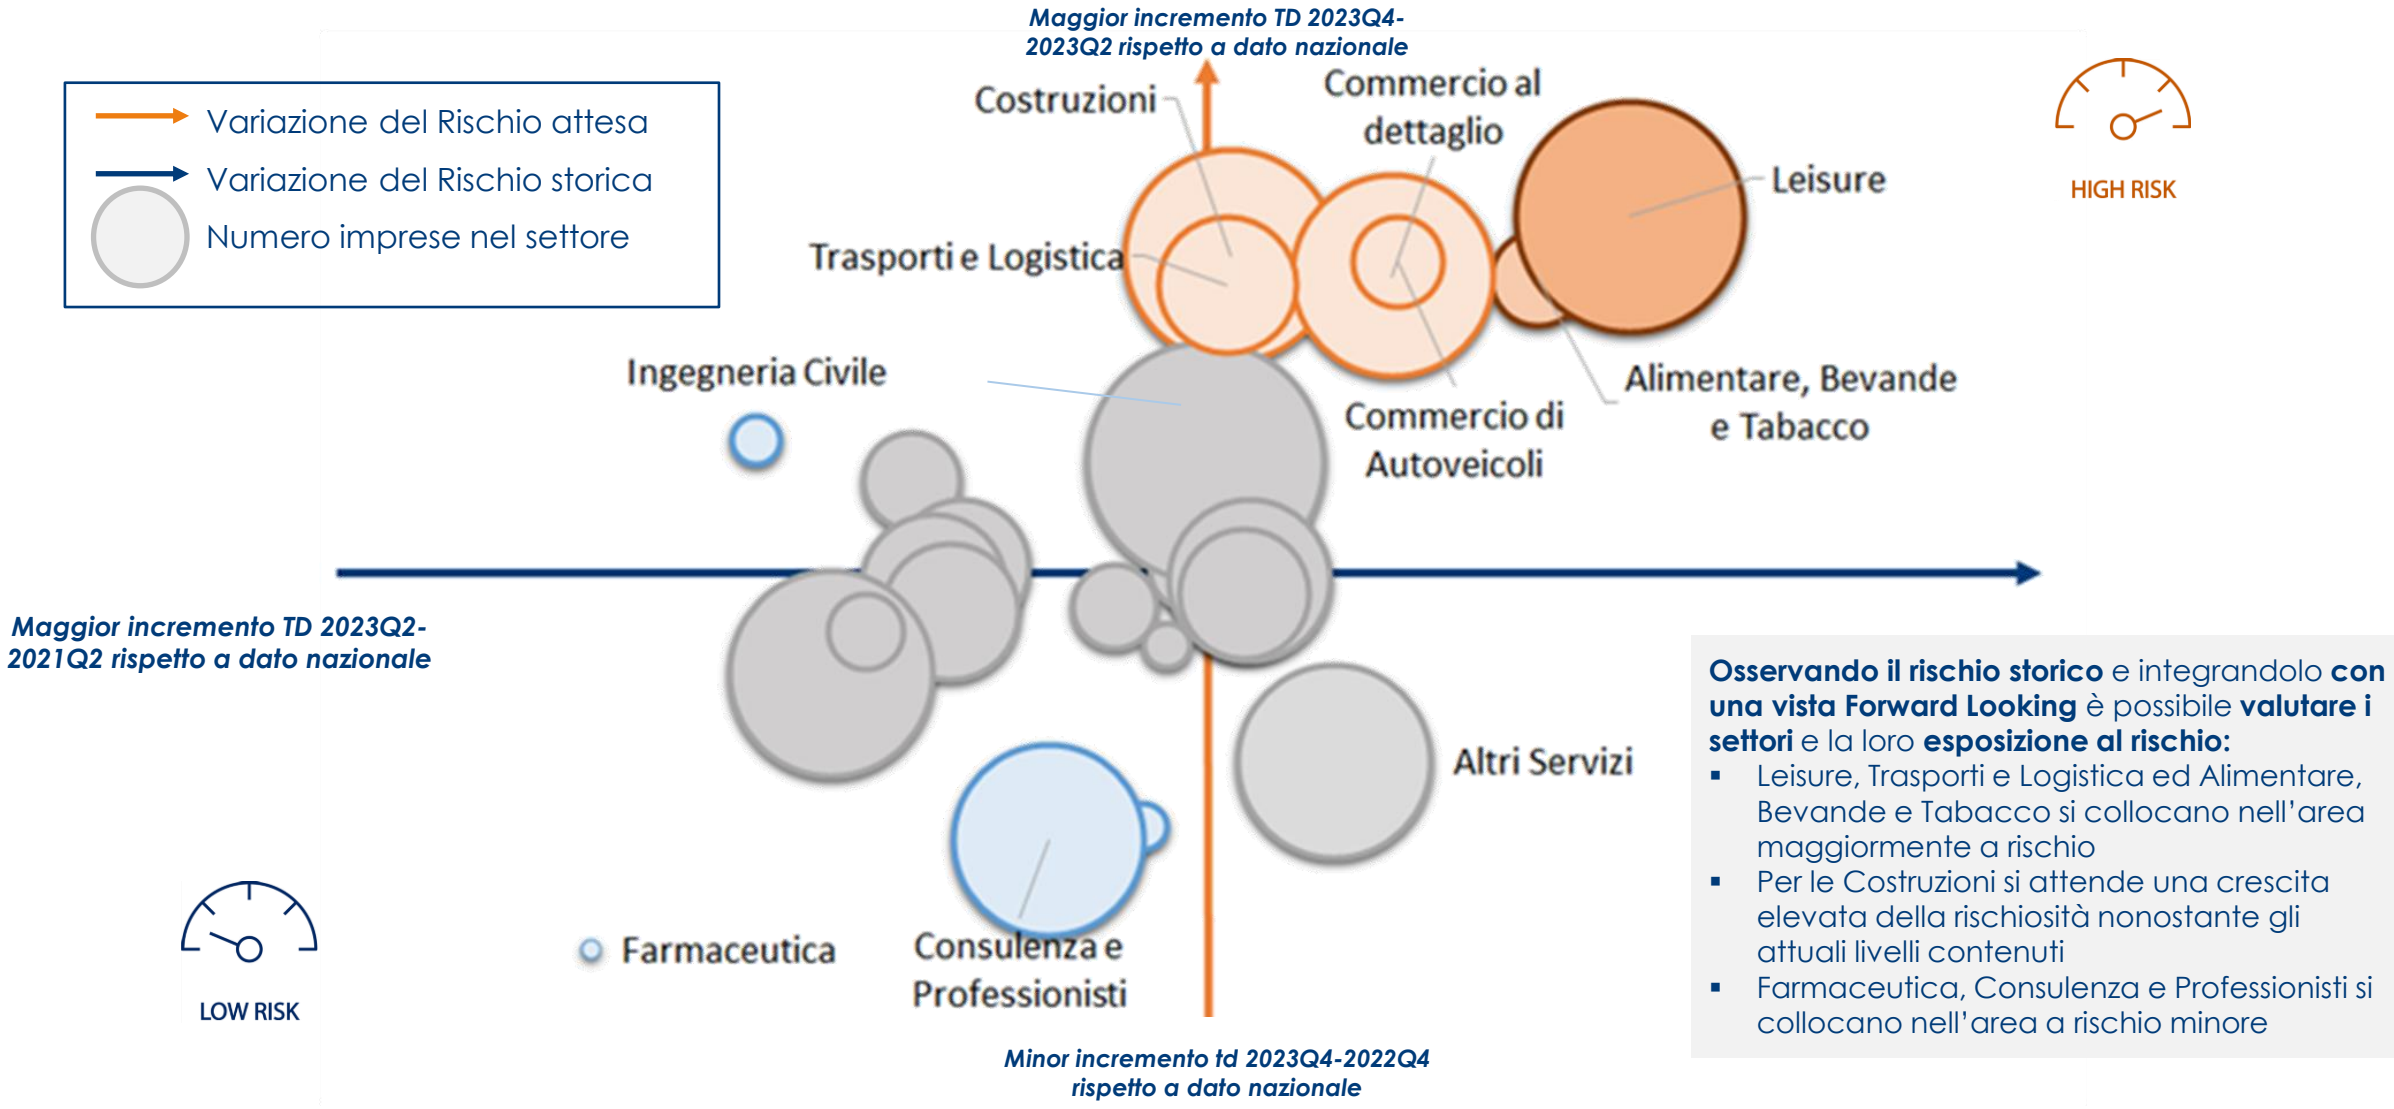 Maggior incremento TD 2023Q4-
2023Q2 rispetto a dato nazionale
Variazione del Rischio attesa
Variazione del Rischio storica
Numero imprese nel settore
Costruzioni
Commercio al
dettaglio
Leisure
HIGH RISK
Trasporti e Logistica
Ingegneria Civile
Alimentare, Bevande
e Tabacco
Commercio di
Autoveicoli
Maggior incremento TD 2023Q2-
2021Q2 rispetto a dato nazionale
Altri Servizi
Osservando il rischio storico e integrandolo con
una vista Forward Looking è possibile valutare i
settori e la loro esposizione al rischio:
▪ Leisure, Trasporti e Logistica ed Alimentare,
Bevande e Tabacco si collocano nell’area
maggiormente a rischio
▪ Per le Costruzioni si attende una crescita
elevata della rischiosità nonostante gli
attuali livelli contenuti
▪ Farmaceutica, Consulenza e Professionisti si
collocano nell’area a rischio minore
LOW RISK
Farmaceutica
Consulenza e
Professionisti
Minor incremento td 2023Q4-2022Q4
rispetto a dato nazionale